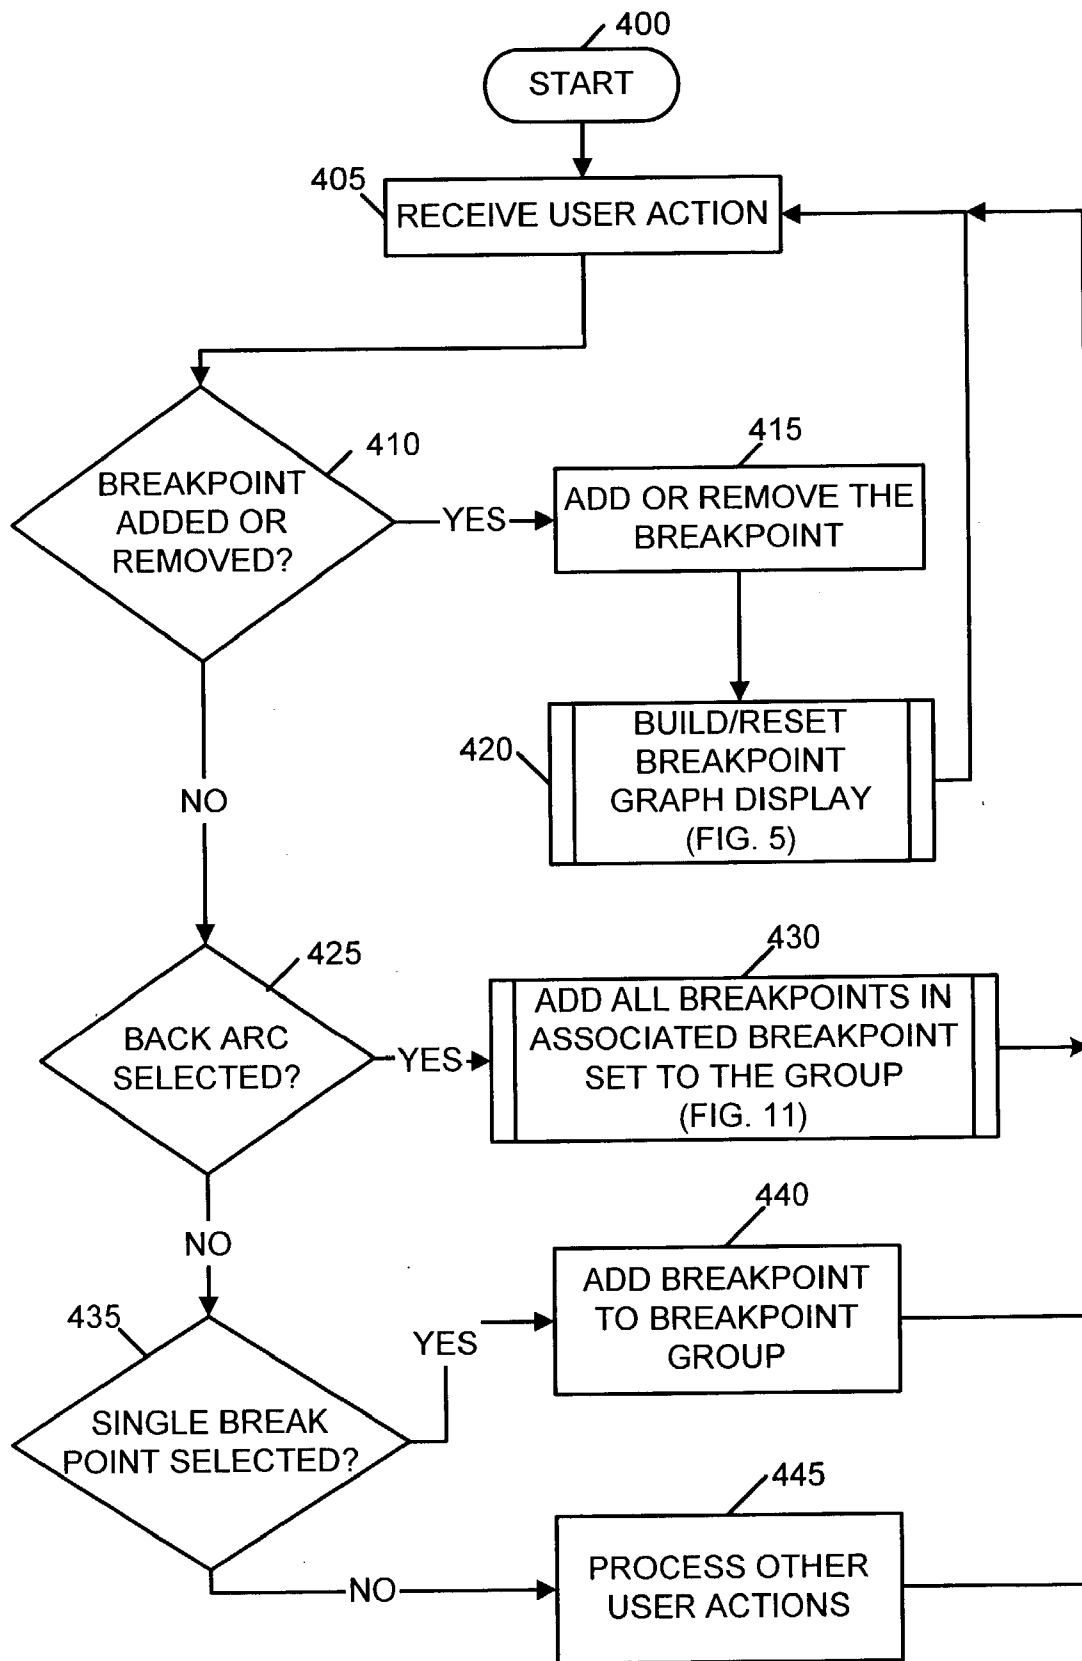 400
START
405
RECEIVE USER ACTION
410
BREAKPOINT
ADDED OR
REMOVED?
YES
415
ADD OR REMOVE THE
BREAKPOINT
420
BUILD/RESET
BREAKPOINT
GRAPH DISPLAY
(FIG. 5)
NO
425
BACK ARC
SELECTED?
YES
430
ADD ALL BREAKPOINTS IN
ASSOCIATED BREAKPOINT
SET TO THE GROUP
(FIG. 11)
NO
435
SINGLE BREAK
POINT SELECTED?
YES
440
ADD BREAKPOINT
TO BREAKPOINT
GROUP
NO
445
PROCESS OTHER
USER ACTIONS